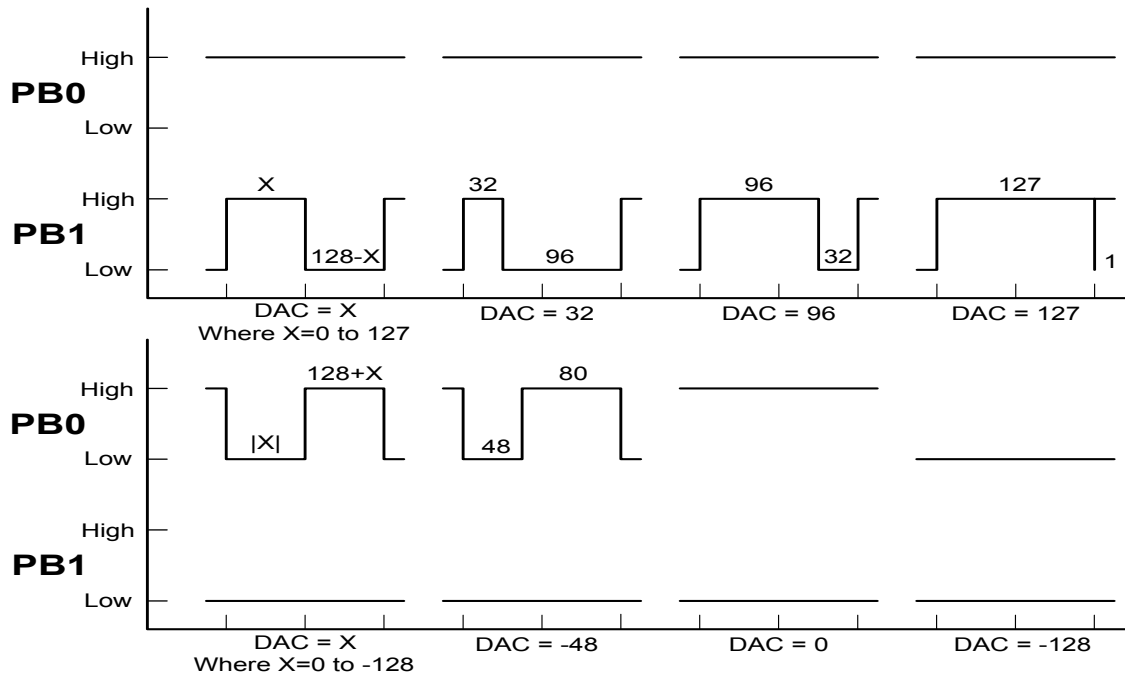 High
PB0
Low
X 32 96 127
High
PB1
128-X 96 32 1
Low
DAC = X DAC = 32 DAC = 96 DAC = 127
Where X=0 to 127
128+X 80
High
PB0
|X| 48
Low
High
PB1
Low
DAC = X DAC = -48 DAC = 0 DAC = -128
Where X=0 to -128